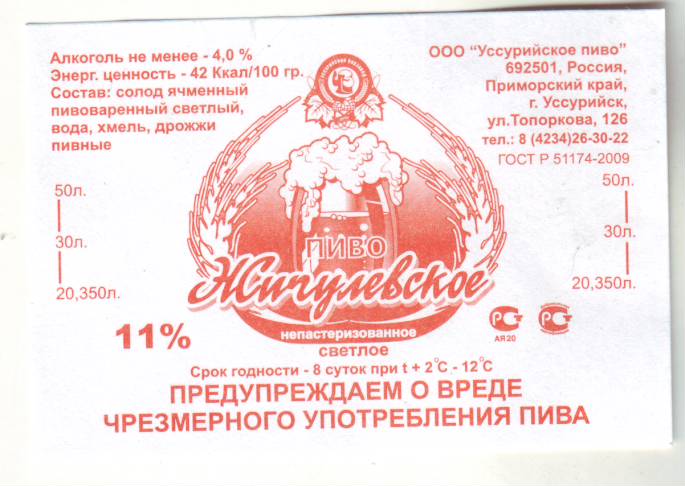 Алкоголь не менее - 4,0 %
Энерг. ценность - 42 Ккал/100 гр.
Состав: солод ячменный
пивоваренный светлый,
вода, хмель, дрожжи
пивные
ООО "Уссурийское пиво"
692501, Россия,
Приморский край,
г. Уссурийск,
ул.Топоркова, 126
тел.: 8 (4234)26-30-22
ГОСТ Р 51174-2009
50л.
30л.
20,350л.
50л.
30л.
20,350л.
ПИВО
Жигулевское
непастеризованное
светлое
11%
АЯ20
Срок годности - 8 суток при t + 2°С - 12°С
ПРЕДУПРЕЖДАЕМ О ВРЕДЕ
ЧРЕЗМЕРНОГО УПОТРЕБЛЕНИЯ ПИВА